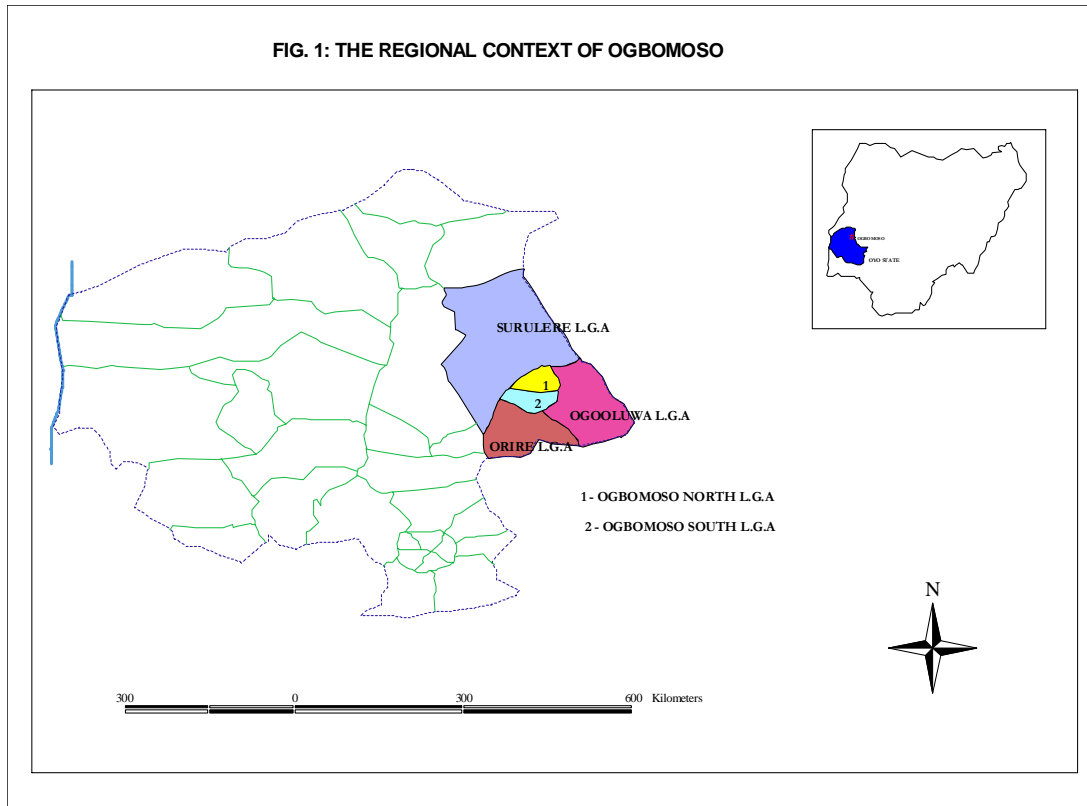 FIG. 1: THE REGIONAL CONTEXT OF OGBOMOSO
OGBOMOSO
OYO STATE
SURULERE L.G.A
1
2
OGOOLUWA L.G.A
ORIRE L.G.A
1 - OGBOMOSO NORTH L.G.A
2 - OGBOMOSO SOUTH L.G.A
N
300 0 300 600 Kilometers